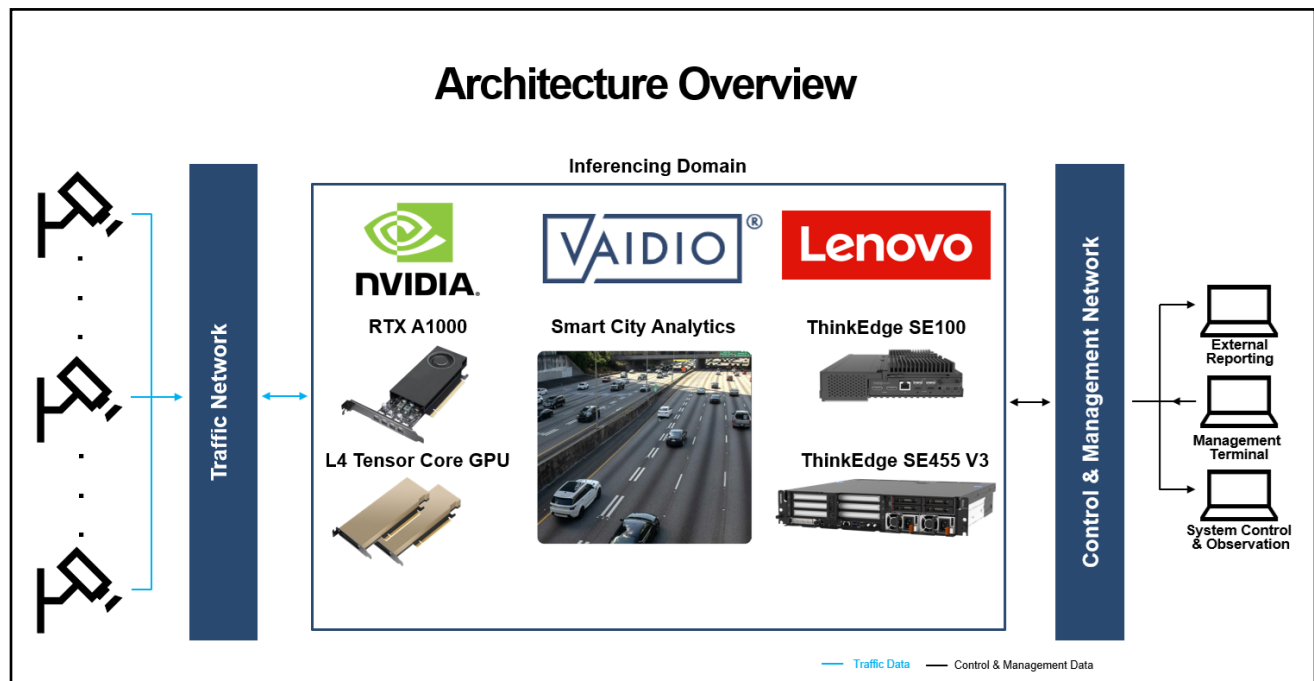 Architecture Overview
Inferencing Domain
Traffic Network
NVIDIA.
RTX A1000
L4 Tensor Core GPU
VAIDIO®
Smart City Analytics
Lenovo
ThinkEdge SE100
ThinkEdge SE455 V3
Control & Management Network
External
Reporting
Management
Terminal
System Control
& Observation
Traffic Data
Control & Management Data